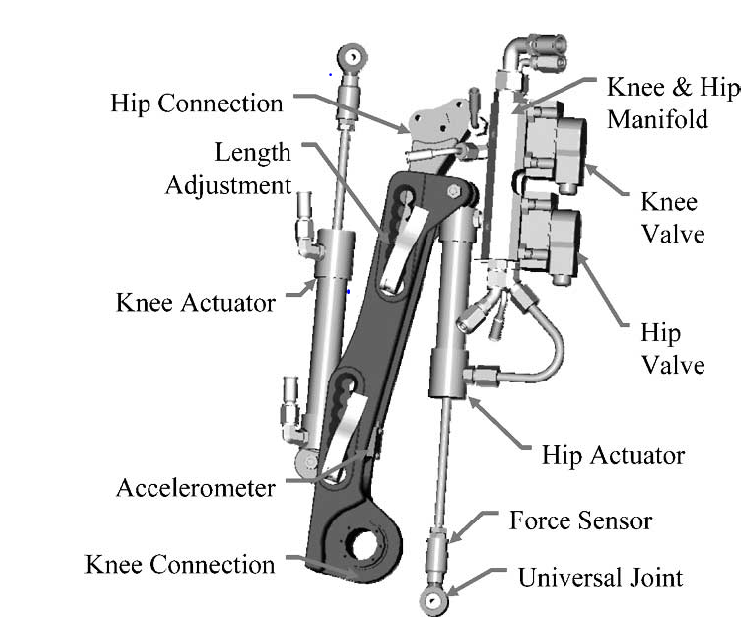 Hip Connection
Length
Adjustment
Knee Actuator
Accelerometer
Knee Connection
Knee & Hip
Manifold
Knee
Valve
Hip
Valve
Hip Actuator
Force Sensor
Universal Joint